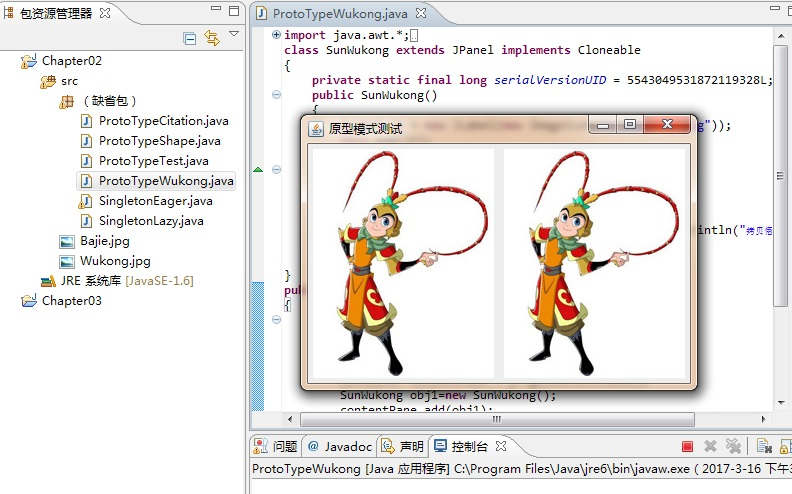 包资源管理器
Chapter02
src
（缺省包）
ProtoTypeCitation.java
ProtoTypeShape.java
ProtoTypeTest.java
ProtoTypeWukong.java
SingletonEager.java
SingletonLazy.java
Bajie.jpg
Wukong.jpg
JRE 系统库 [JavaSE-1.6]
Chapter03
ProtoTypeWukong.java
import java.awt.*;
class SunWukong extends JPanel implements Cloneable
{
private static final long serialVersionUID = 5543049531872119328L;
public SunWukong()
{
g"));
原型模式测试
intln("拷贝
}
pu
{
SunWukong obj1=new SunWukong();
contentPane.add(obj1);
问题 @ Javadoc 声明 控制台
ProtoTypeWukong [Java 应用程序] C:\Program Files\Java\jre6\bin\javaw.exe ( 2017-3-16 下午